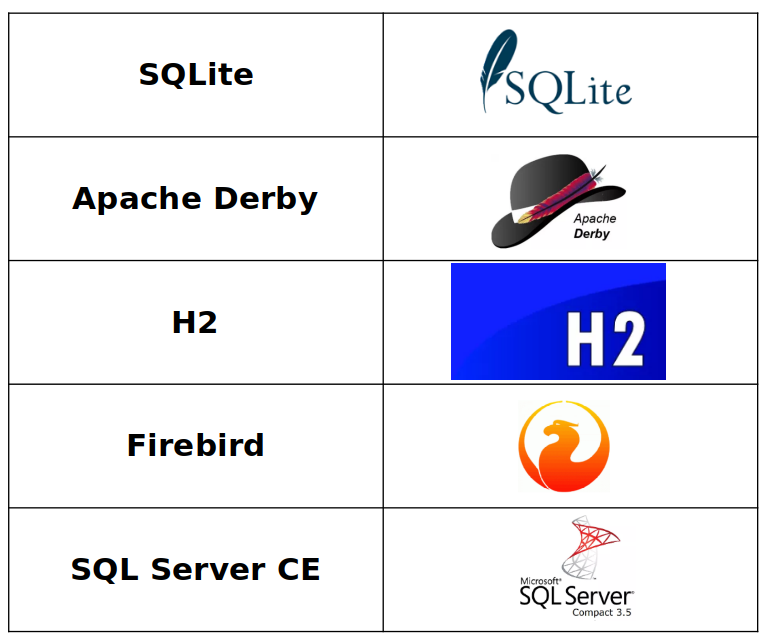 SQLite
SQLite
Apache Derby
Apache
Derby
H2
H2
Firebird
SQL Server CE
Microsoft®
SQL Server®
Compact 3.5